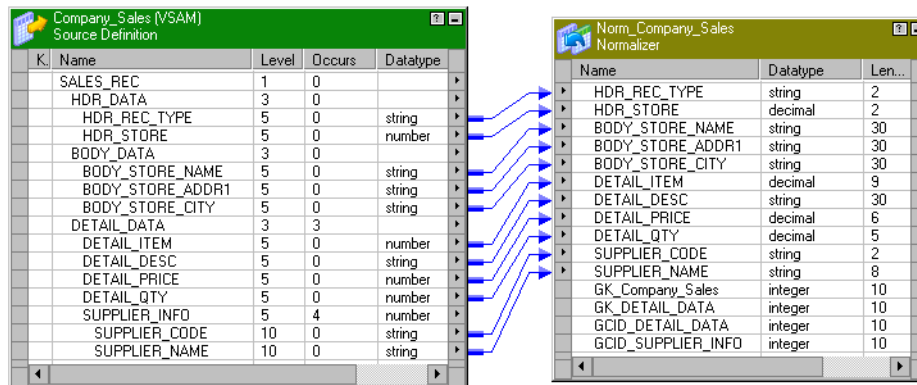 Company_Sales (VSAM)
Source Definition
K. Name Level Occurs Datatype
SALES_REC 1 0
HDR_DATA 3 0
HDR_REC_TYPE 5 0 string
HDR_STORE 5 0 number
BODY_DATA 3 0
BODY_STORE_NAME 5 0 string
BODY_STORE_ADDR1 5 0 string
BODY_STORE_CITY 5 0 string
DETAIL_DATA 3 3
DETAIL_ITEM 5 0 number
DETAIL_DESC 5 0 string
DETAIL_PRICE 5 0 number
DETAIL_QTY 5 0 number
SUPPLIER_INFO 5 4 number
SUPPLIER_CODE 10 0 string
SUPPLIER_NAME 10 0 string
Norm_Company_Sales
Normalizer
Name Datatype Len...
HDR_REC_TYPE string 2
HDR_STORE decimal 2
BODY_STORE_NAME string 30
BODY_STORE_ADDR1 string 30
BODY_STORE_CITY string 30
DETAIL_ITEM decimal 9
DETAIL_DESC string 30
DETAIL_PRICE decimal 6
DETAIL_QTY decimal 5
SUPPLIER_CODE string 2
SUPPLIER_NAME string 8
GK_Company_Sales integer 10
GK_DETAIL_DATA integer 10
GCID_DETAIL_DATA integer 10
GCID_SUPPLIER_INFO integer 10